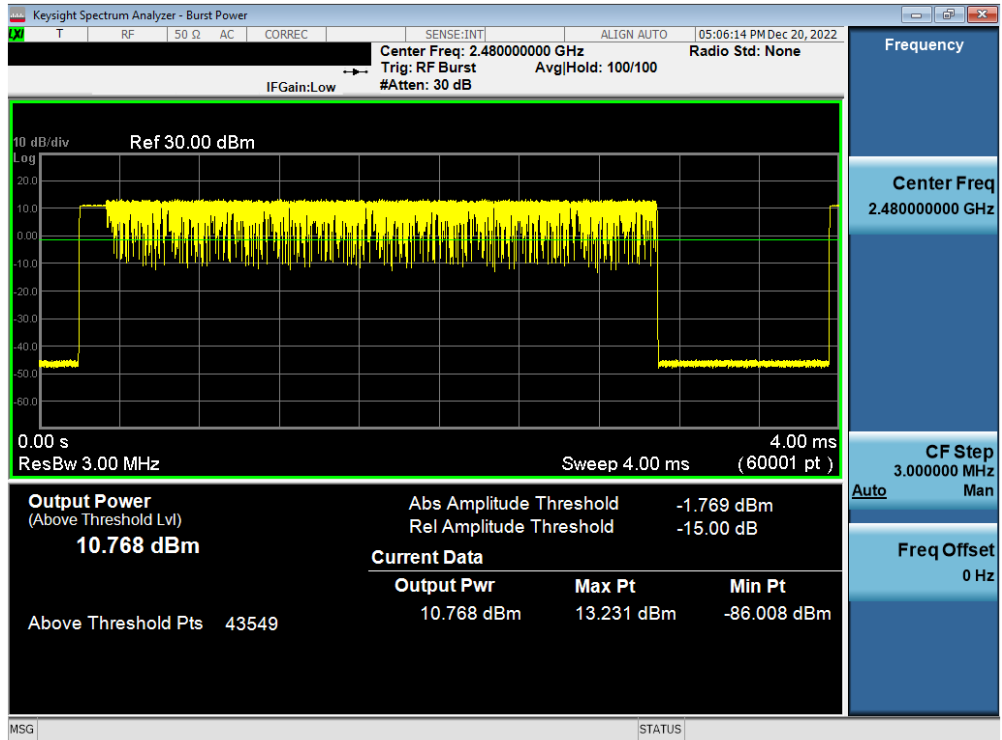 Keysight Spectrum Analyzer - Burst Power
LXI T RF 50 Ω AC CORREC SENSE:INT ALIGN AUTO 05:06:14 PM Dec 20, 2022
Center Freq: 2.480000000 GHz Radio Std: None
Trig: RF Burst Avg|Hold: 100/100
IFGain:Low #Atten: 30 dB
10 dB/div Ref 30.00 dBm
Log
20.0
10.0
0.00
-10.0
-20.0
-30.0
-40.0
-50.0
-60.0
0.00 s 4.00 ms
ResBw 3.00 MHz Sweep 4.00 ms (60001 pt)
Output Power
(Above Threshold Lvl)
10.768 dBm
Above Threshold Pts 43549
Abs Amplitude Threshold -1.769 dBm
Rel Amplitude Threshold -15.00 dB
Current Data
Output Pwr Max Pt Min Pt
10.768 dBm 13.231 dBm -86.008 dBm
Frequency
Center Freq
2.480000000 GHz
CF Step
3.000000 MHz
Auto Man
Freq Offset
0 Hz
MSG STATUS